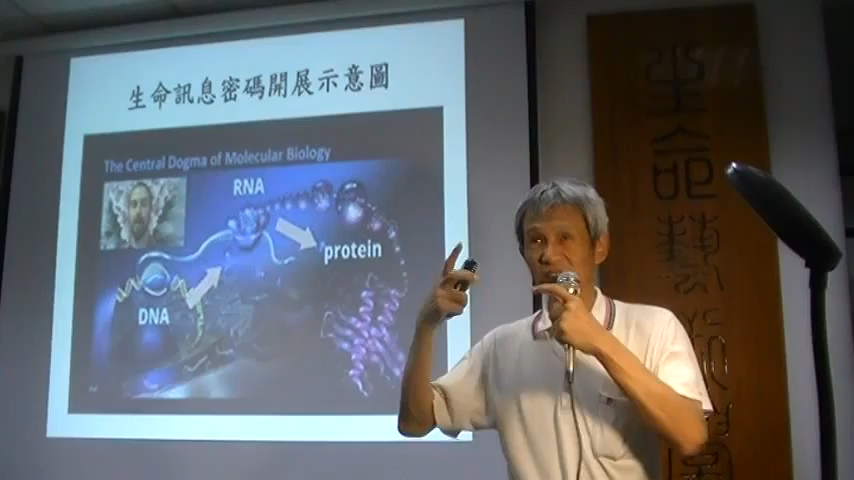 生命訊息密碼開展示意圖
The Central Dogma of Molecular Biology
RNA
protein
DNA
生命藝術